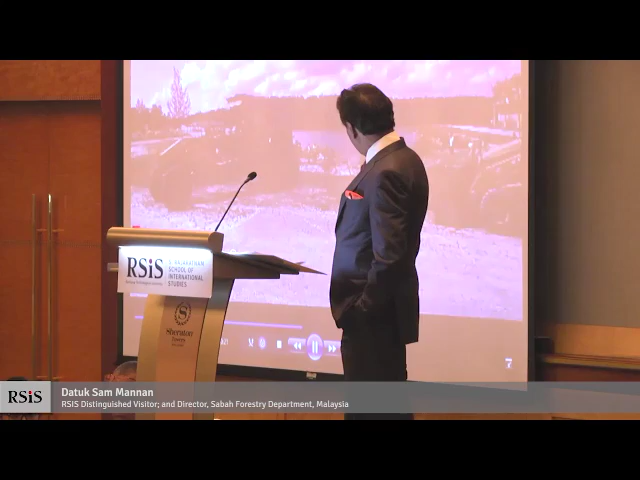 RSiS
S. RAJARATNAM
SCHOOL OF
INTERNATIONAL
STUDIES
Sheraton
Towers
7
RSiS
Datuk Sam Mannan
RSIS Distinguished Visitor; and Director, Sabah Forestry Department, Malaysia